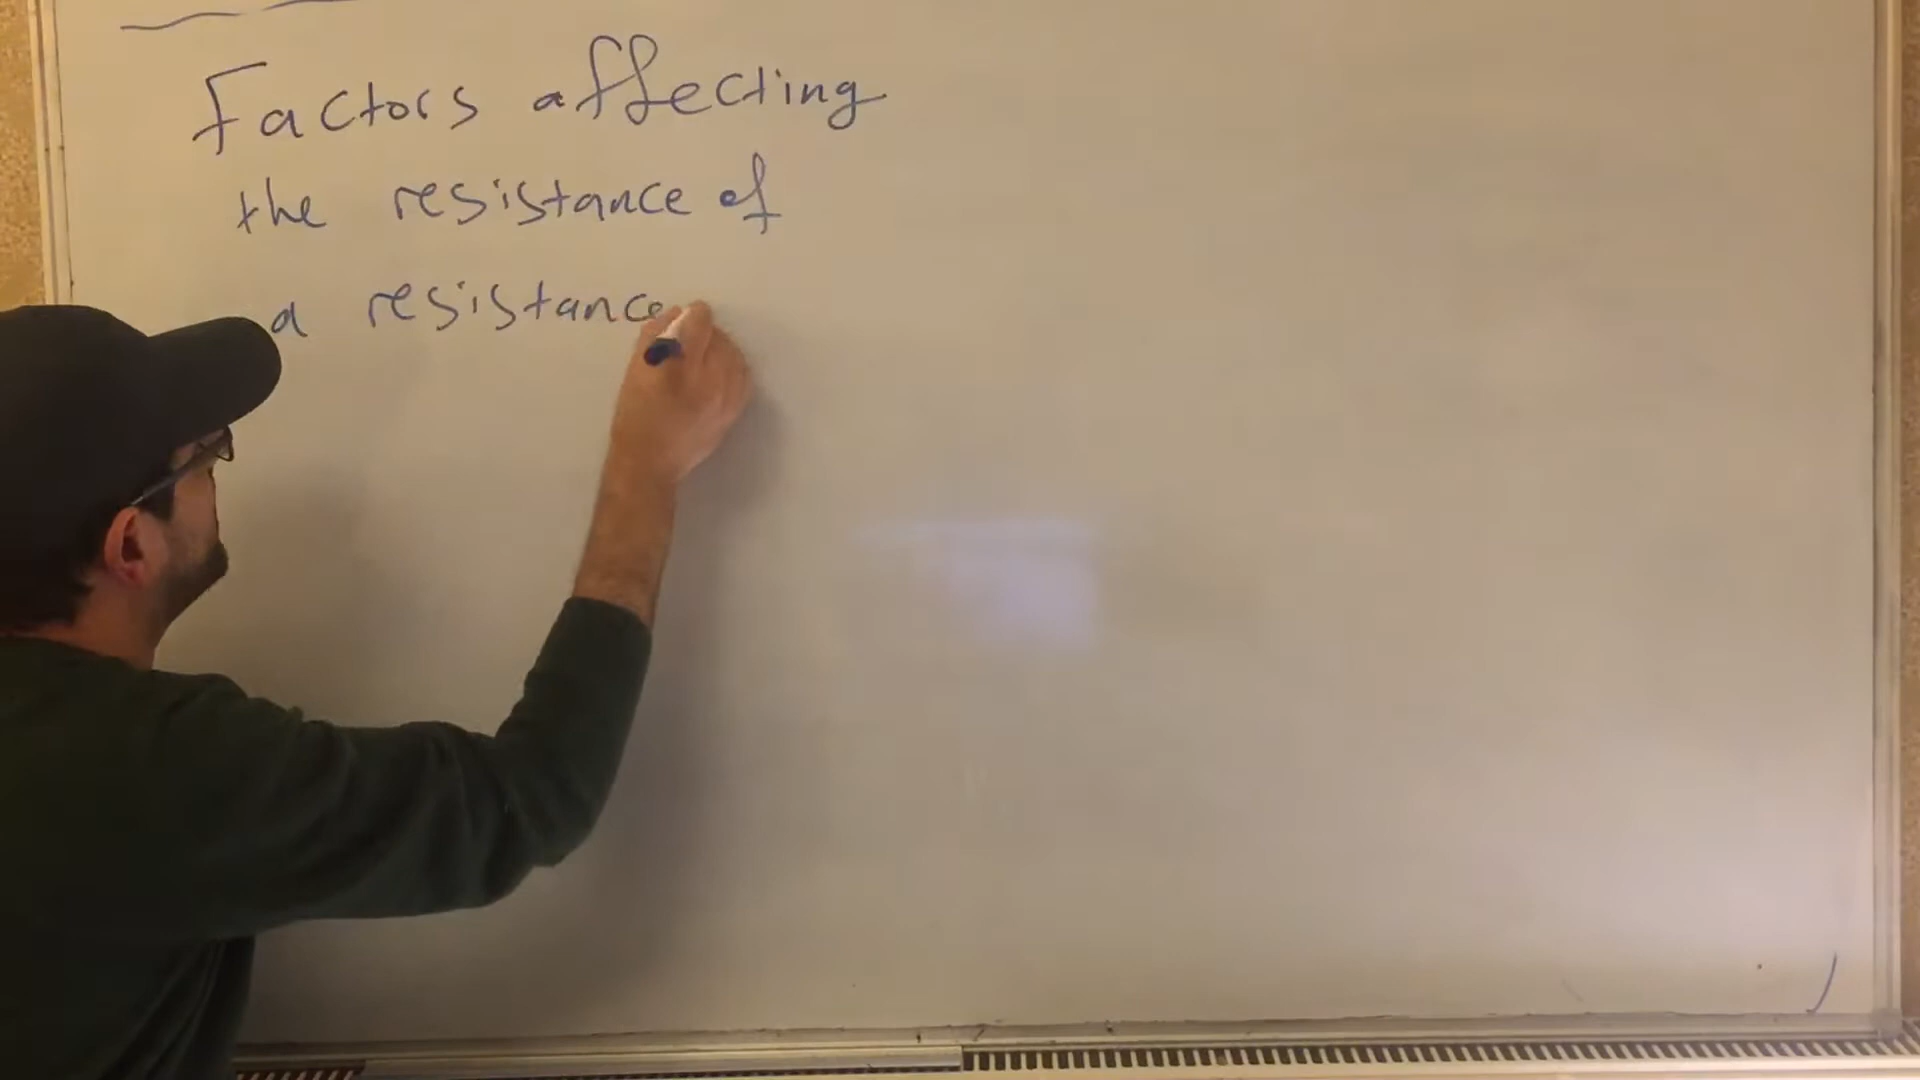 Factors affecting
the resistance of
a resistance